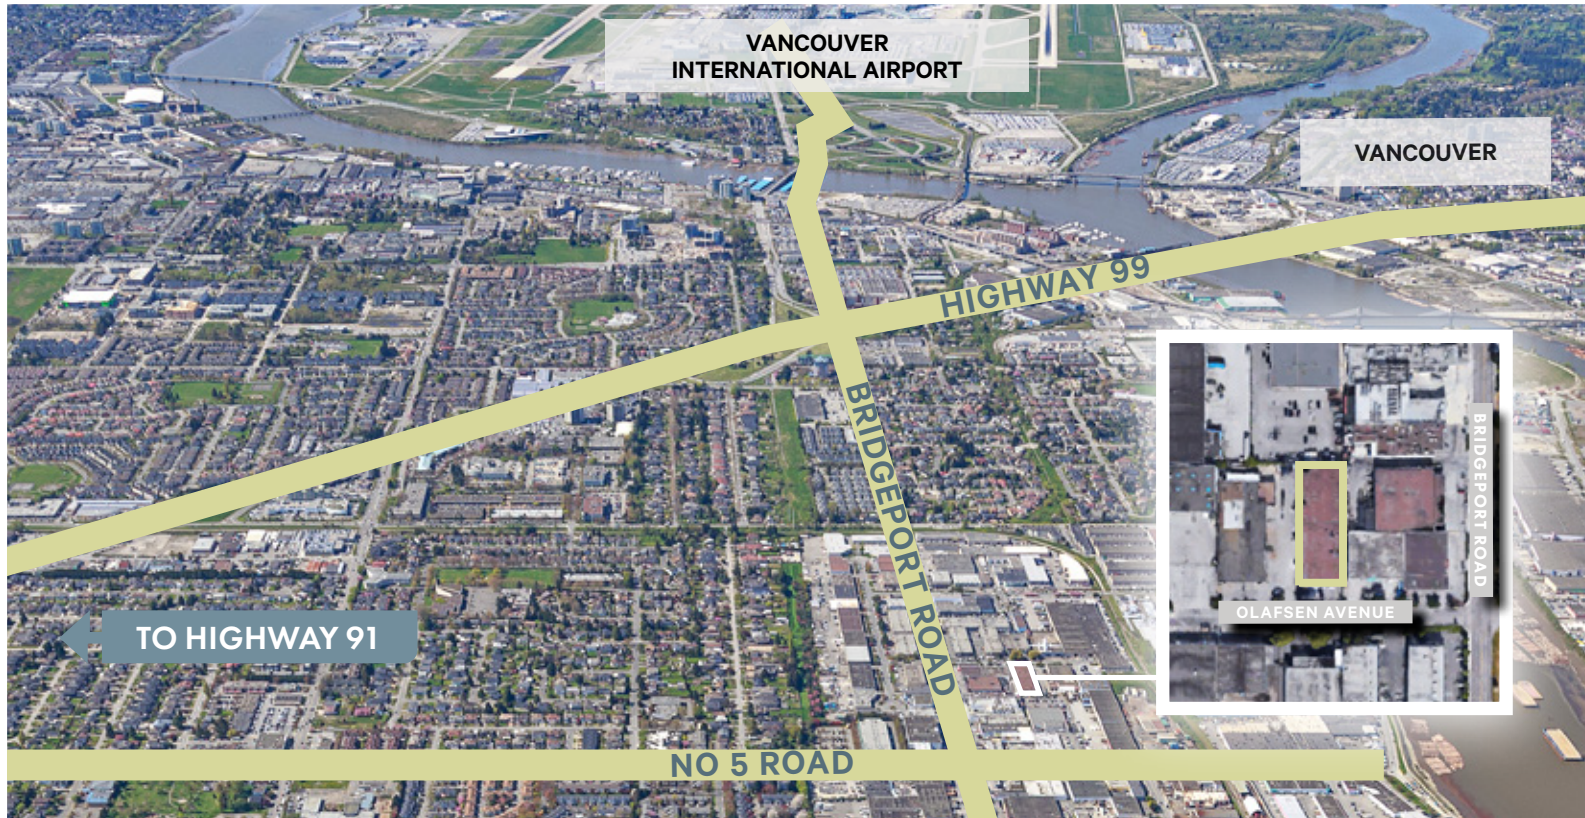 VANCOUVER
INTERNATIONAL AIRPORT
VANCOUVER
HIGHWAY 99
BRIDGEPORT ROAD
BRIDGEPORT ROAD
OLAFSEN AVENUE
TO HIGHWAY 91
NO 5 ROAD